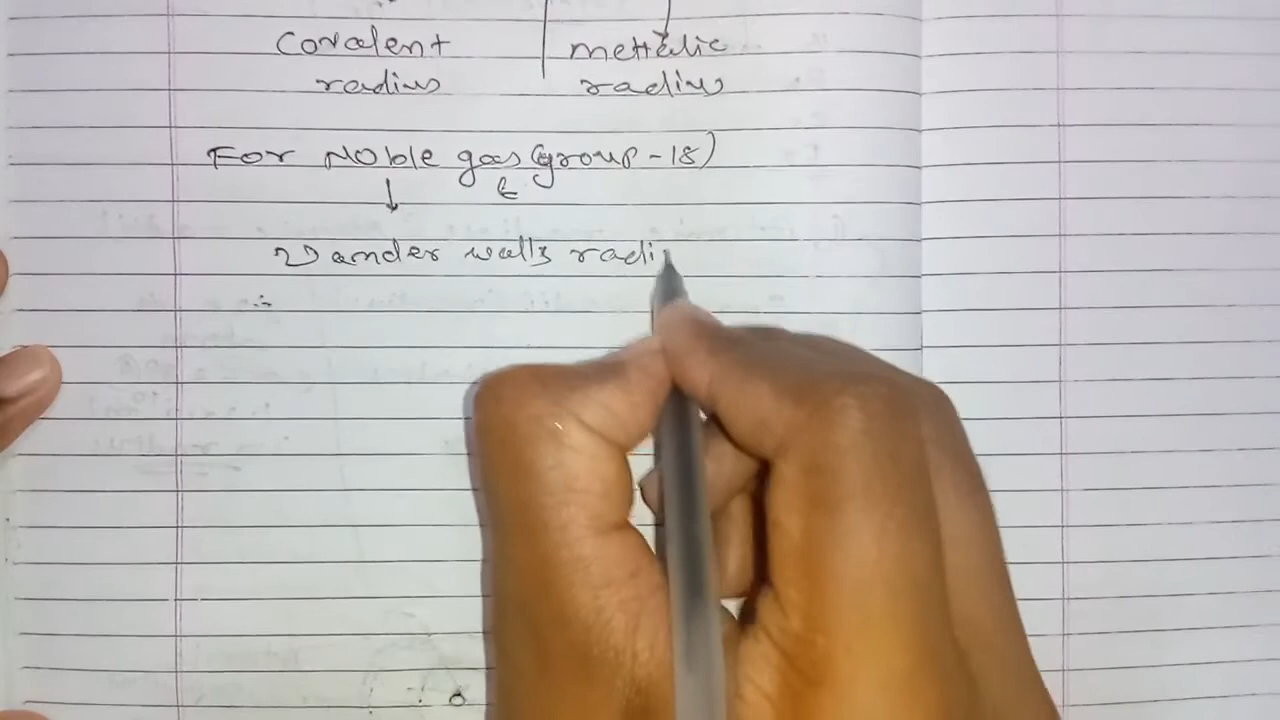 Covalent mettalic
radius radius
For Noble gas (group-18)
↓
Vander walls radi